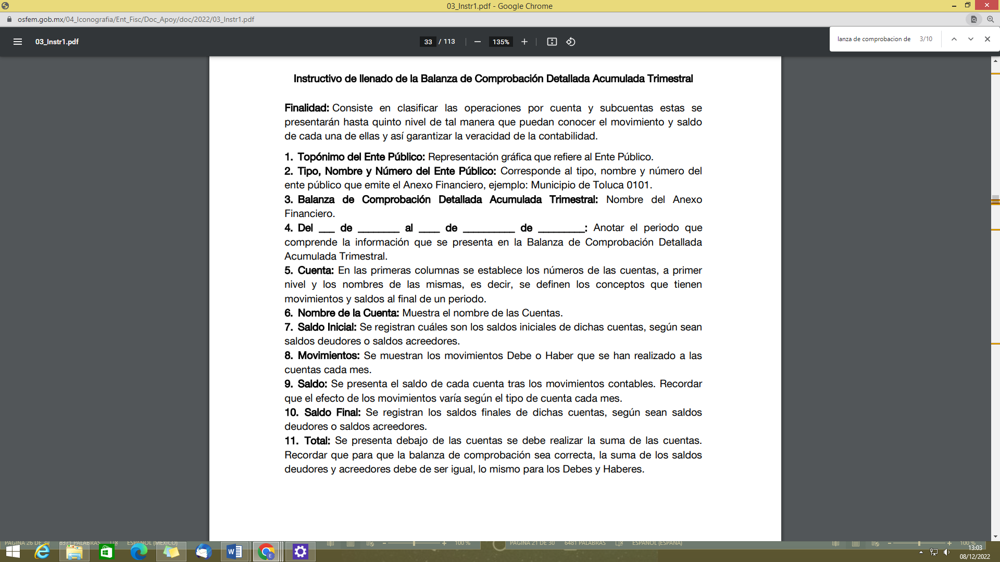 03_Instr1.pdf - Google Chrome
osfem.gob.mx/04_Iconografia/Ent_Fisc/Doc_Apoy/doc/2022/03_Instr1.pdf
03_Instr1.pdf
33 / 113
135%
lanza de comprobacion de 3/10
Instructivo de llenado de la Balanza de Comprobación Detallada Acumulada Trimestral
Finalidad: Consiste en clasificar las operaciones por cuenta y subcuentas estas se
presentarán hasta quinto nivel de tal manera que puedan conocer el movimiento y saldo
de cada una de ellas y así garantizar la veracidad de la contabilidad.
1. Topónimo del Ente Público: Representación gráfica que refiere al Ente Público.
2. Tipo, Nombre y Número del Ente Público: Corresponde al tipo, nombre y número del
ente público que emite el Anexo Financiero, ejemplo: Municipio de Toluca 0101.
3. Balanza de Comprobación Detallada Acumulada Trimestral: Nombre del Anexo
Financiero.
4. Del ___ de ________ al ____ de __________ de _________: Anotar el periodo que
comprende la información que se presenta en la Balanza de Comprobación Detallada
Acumulada Trimestral.
5. Cuenta: En las primeras columnas se establece los números de las cuentas, a primer
nivel y los nombres de las mismas, es decir, se definen los conceptos que tienen
movimientos y saldos al final de un periodo.
6. Nombre de la Cuenta: Muestra el nombre de las Cuentas.
7. Saldo Inicial: Se registran cuáles son los saldos iniciales de dichas cuentas, según sean
saldos deudores o saldos acreedores.
8. Movimientos: Se muestran los movimientos Debe o Haber que se han realizado a las
cuentas cada mes.
9. Saldo: Se presenta el saldo de cada cuenta tras los movimientos contables. Recordar
que el efecto de los movimientos varía según el tipo de cuenta cada mes.
10. Saldo Final: Se registran los saldos finales de dichas cuentas, según sean saldos
deudores o saldos acreedores.
11. Total: Se presenta debajo de las cuentas se debe realizar la suma de las cuentas.
Recordar que para que la balanza de comprobación sea correcta, la suma de los saldos
deudores y acreedores debe de ser igual, lo mismo para los Debes y Haberes.
PÁGINA 26 DE 39 8371 PALABRAS ESPAÑOL (MÉXICO) 100 % PÁGINA 21 DE 30 6481 PALABRAS ESPAÑOL (ESPAÑA) 100 %
13:03
08/12/2022